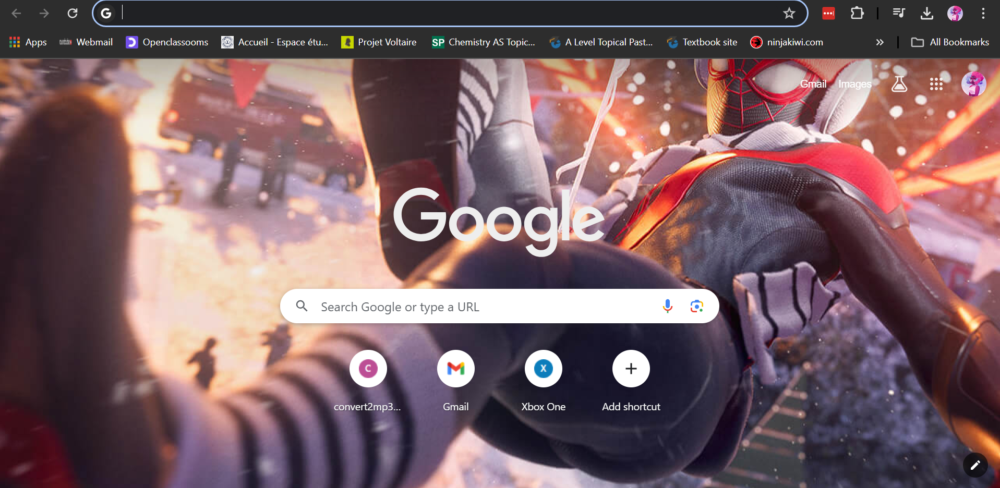 Apps Webmail Openclassooms Accueil - Espace étu... Projet Voltaire SP Chemistry AS Topic... A Level Topical Past... Textbook site ninjakiwi.com » All Bookmarks
Gmail Images
Google
Search Google or type a URL
C X
convert2mp3... Gmail Xbox One Add shortcut